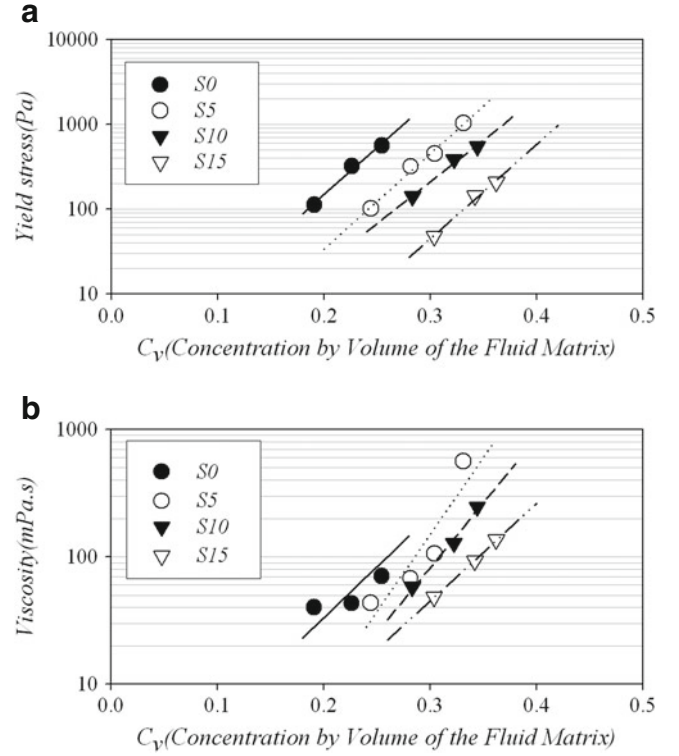 a
10000
1000
100
10
Yield stress(Pa)
S0
S5
S10
S15
0.0 0.1 0.2 0.3 0.4 0.5
Cv(Concentration by Volume of the Fluid Matrix)
b
1000
100
10
Viscosity(mPa.s)
S0
S5
S10
S15
0.0 0.1 0.2 0.3 0.4 0.5
Cv(Concentration by Volume of the Fluid Matrix)